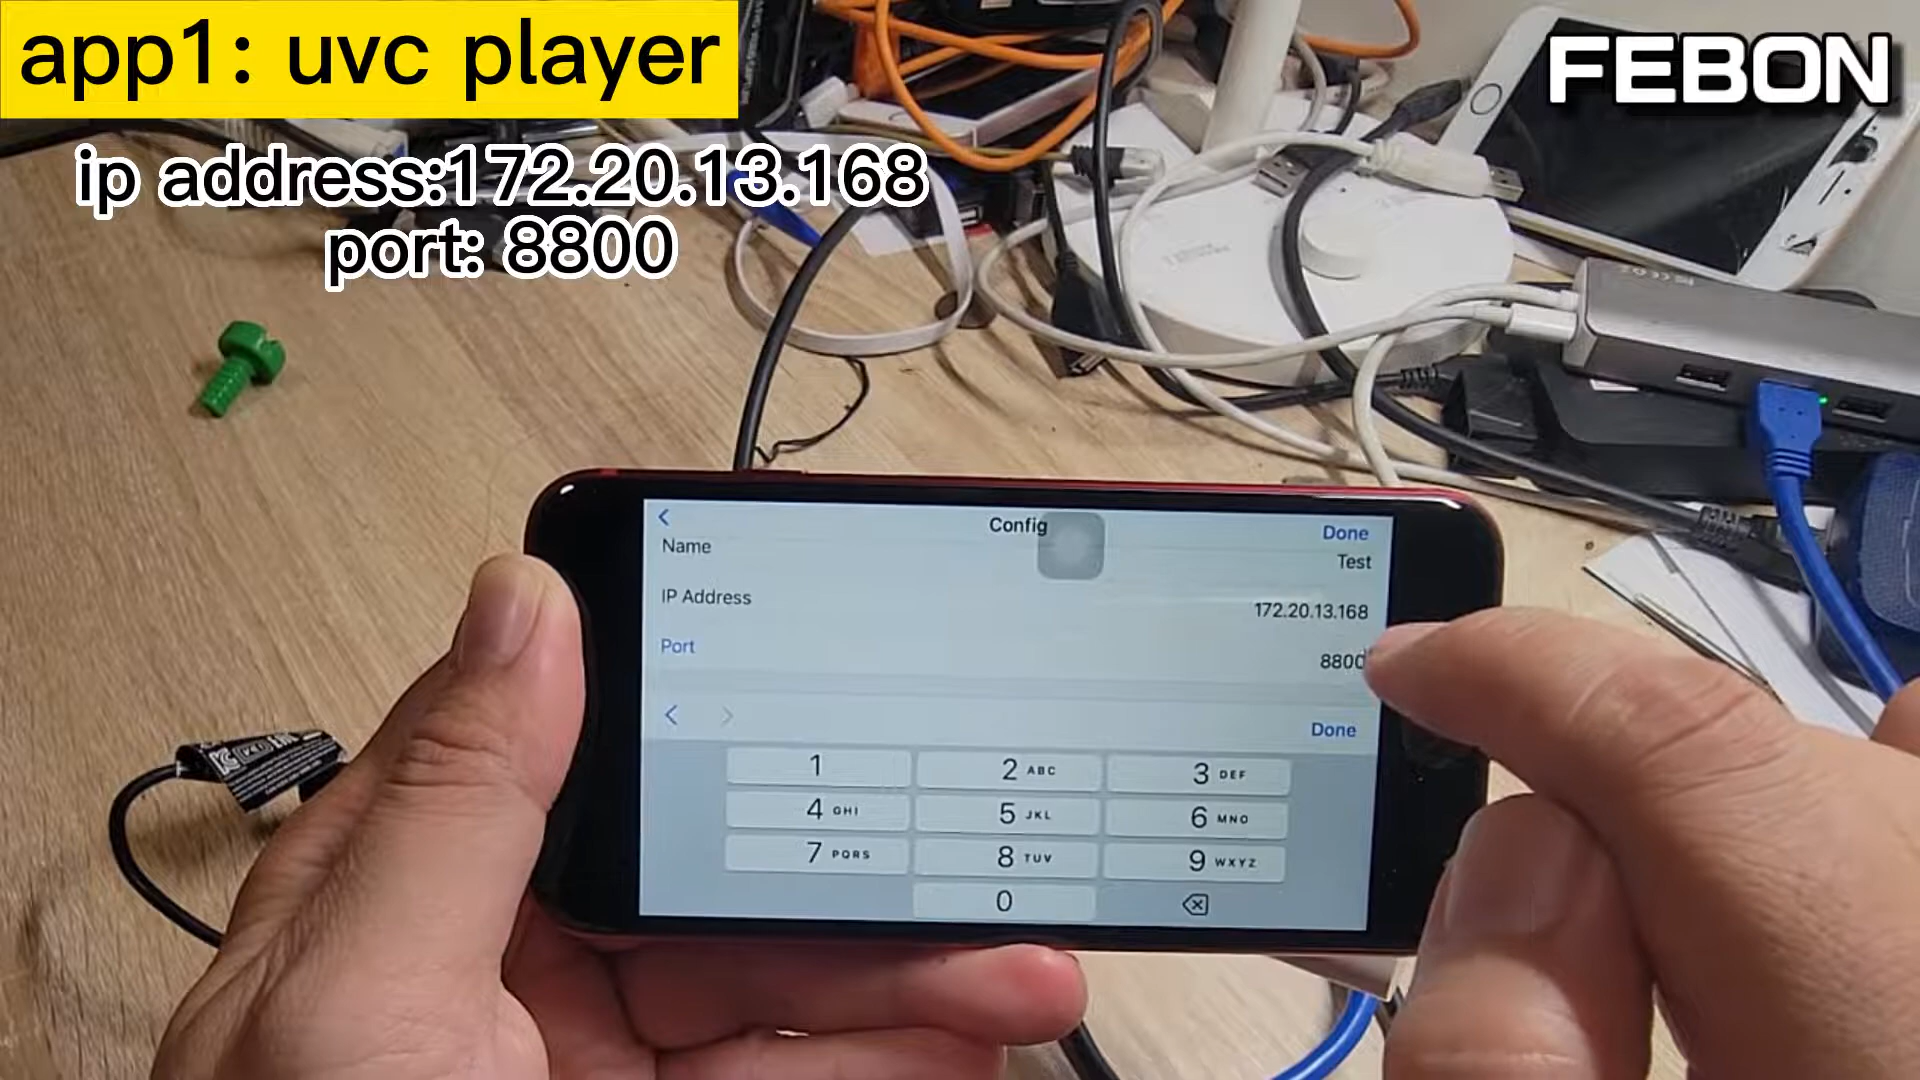 app1: uvc player
FEBON
ip address:172.20.13.168
port: 8800
Config
Done
Name
Test
IP Address
172.20.13.168
Port
8800
Done
1
2 ABC
3 DEF
4 GHI
5 JKL
6 MNO
7 PQRS
8 TUV
9 WXYZ
0